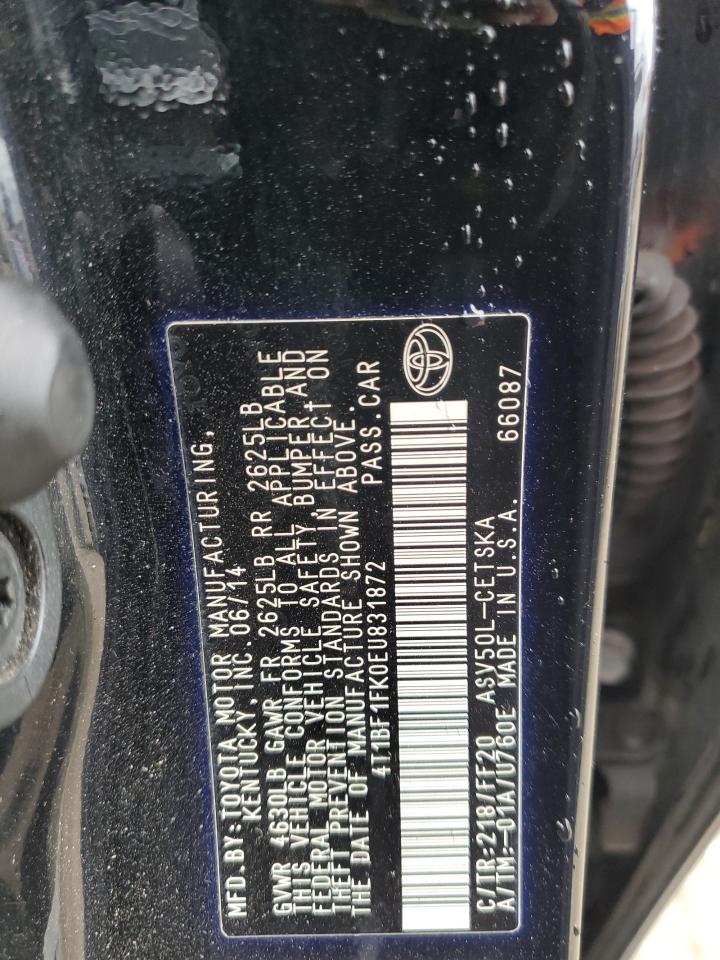 MFD.BY:TOYOTA MOTOR MANUFACTURING,
KENTUCKY, INC. 06/14
GVWR 4630LB GAWR FR 2625LB RR 2625LB
THIS VEHICLE CONFORMS TO ALL APPLICABLE
FEDERAL MOTOR VEHICLE SAFETY, BUMPER, AND
THEFT PREVENTION STANDARDS IN EFFECT ON
THE DATE OF MANUFACTURE SHOWN ABOVE.
4T1BF1FK0EU831872 PASS.CAR
C/TR:218/FF20 ASV50L-CETSKA 66087
A/TM:-01A/U760E MADE IN U.S.A.